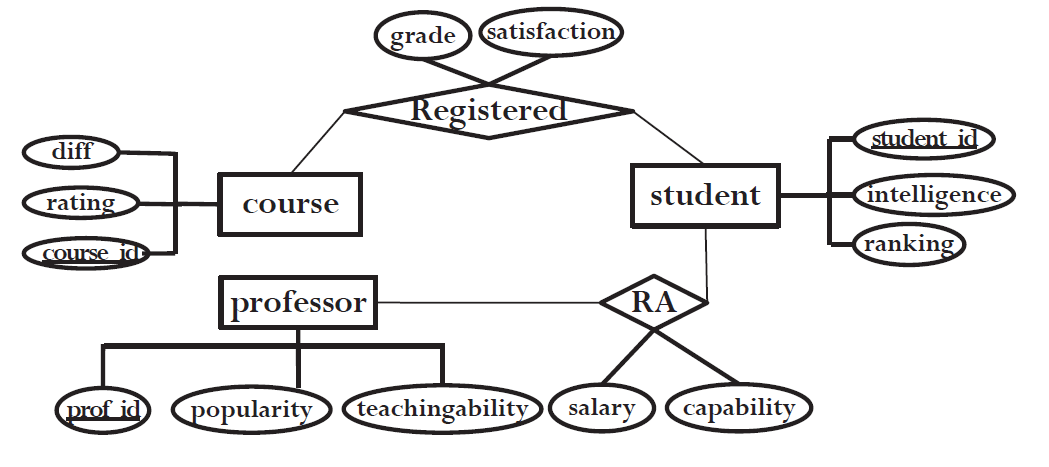 grade
satisfaction
Registered
diff
rating
course_id
course
student
student_id
intelligence
ranking
professor
RA
prof_id
popularity
teachingability
salary
capability